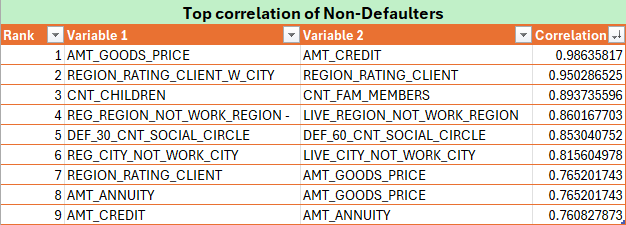 Top correlation of Non-Defaulters
Rank Variable 1 Variable 2 Correlation
1 AMT_GOODS_PRICE AMT_CREDIT 0.98635817
2 REGION_RATING_CLIENT_W_CITY REGION_RATING_CLIENT 0.950286525
3 CNT_CHILDREN CNT_FAM_MEMBERS 0.893735596
4 REG_REGION_NOT_WORK_REGION - LIVE_REGION_NOT_WORK_REGION 0.860167703
5 DEF_30_CNT_SOCIAL_CIRCLE DEF_60_CNT_SOCIAL_CIRCLE 0.853040752
6 REG_CITY_NOT_WORK_CITY LIVE_CITY_NOT_WORK_CITY 0.815604978
7 REGION_RATING_CLIENT AMT_GOODS_PRICE 0.765201743
8 AMT_ANNUITY AMT_GOODS_PRICE 0.765201743
9 AMT_CREDIT AMT_ANNUITY 0.760827873